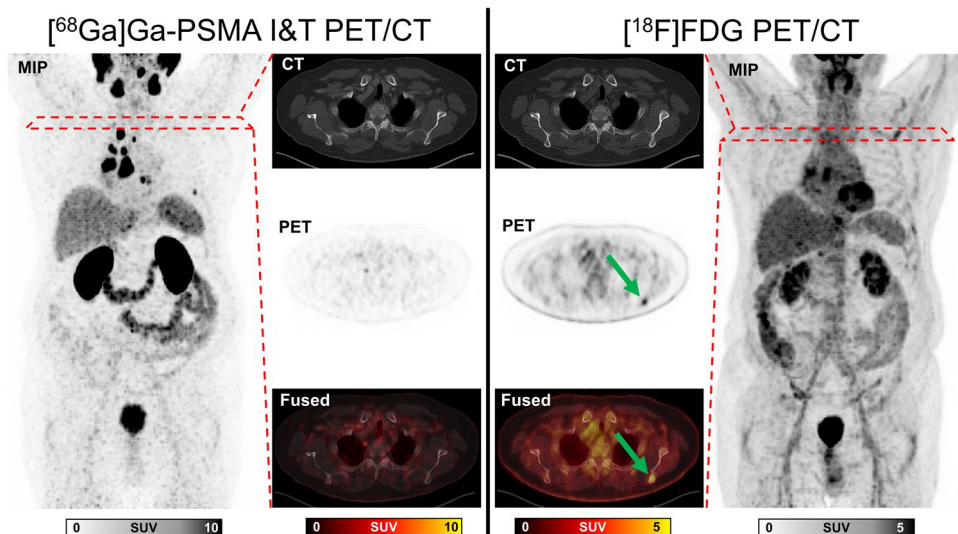 [⁶⁸Ga]Ga-PSMA I&T PET/CT
MIP
CT
PET
Fused
0 SUV 10
0 SUV 10
[¹⁸F]FDG PET/CT
CT
MIP
PET
Fused
0 SUV 5
0 SUV 5